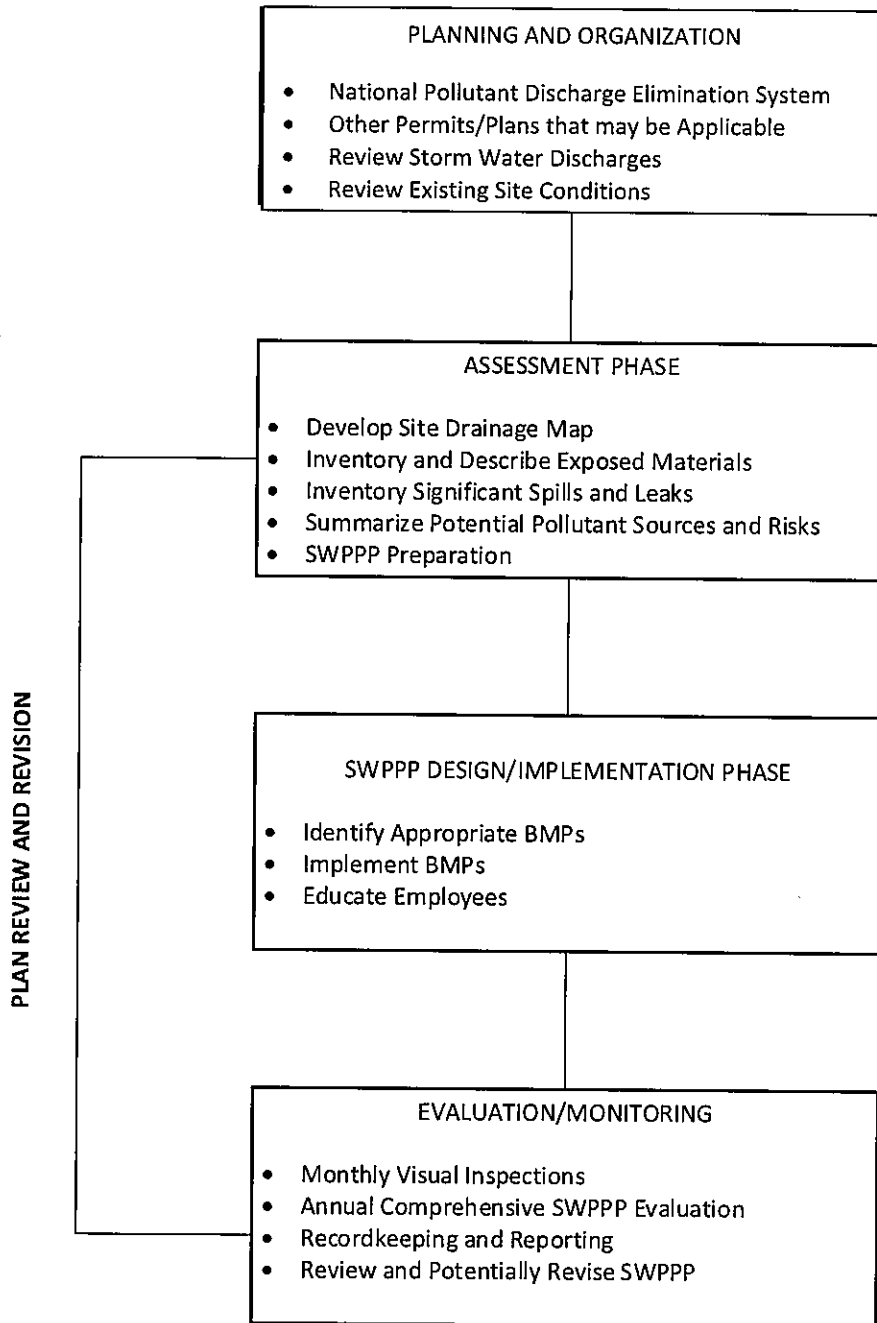 PLANNING AND ORGANIZATION
• National Pollutant Discharge Elimination System
• Other Permits/Plans that may be Applicable
• Review Storm Water Discharges
• Review Existing Site Conditions
ASSESSMENT PHASE
• Develop Site Drainage Map
• Inventory and Describe Exposed Materials
• Inventory Significant Spills and Leaks
• Summarize Potential Pollutant Sources and Risks
• SWPPP Preparation
PLAN REVIEW AND REVISION
SWPPP DESIGN/IMPLEMENTATION PHASE
• Identify Appropriate BMPs
• Implement BMPs
• Educate Employees
EVALUATION/MONITORING
• Monthly Visual Inspections
• Annual Comprehensive SWPPP Evaluation
• Recordkeeping and Reporting
• Review and Potentially Revise SWPPP